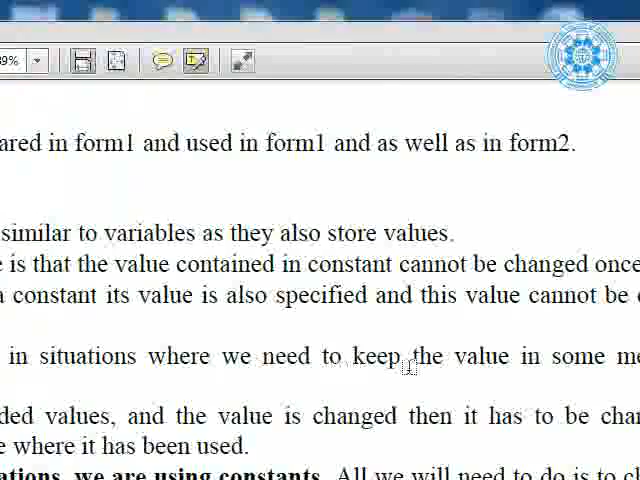 9%
ared in form1 and used in form1 and as well as in form2.
similar to variables as they also store values.
e is that the value contained in constant cannot be changed once
a constant its value is also specified and this value cannot be
in situations where we need to keep the value in some me
ded values, and the value is changed then it has to be chan
e where it has been used.
ations, we are using constants. All we will need to do is to ch